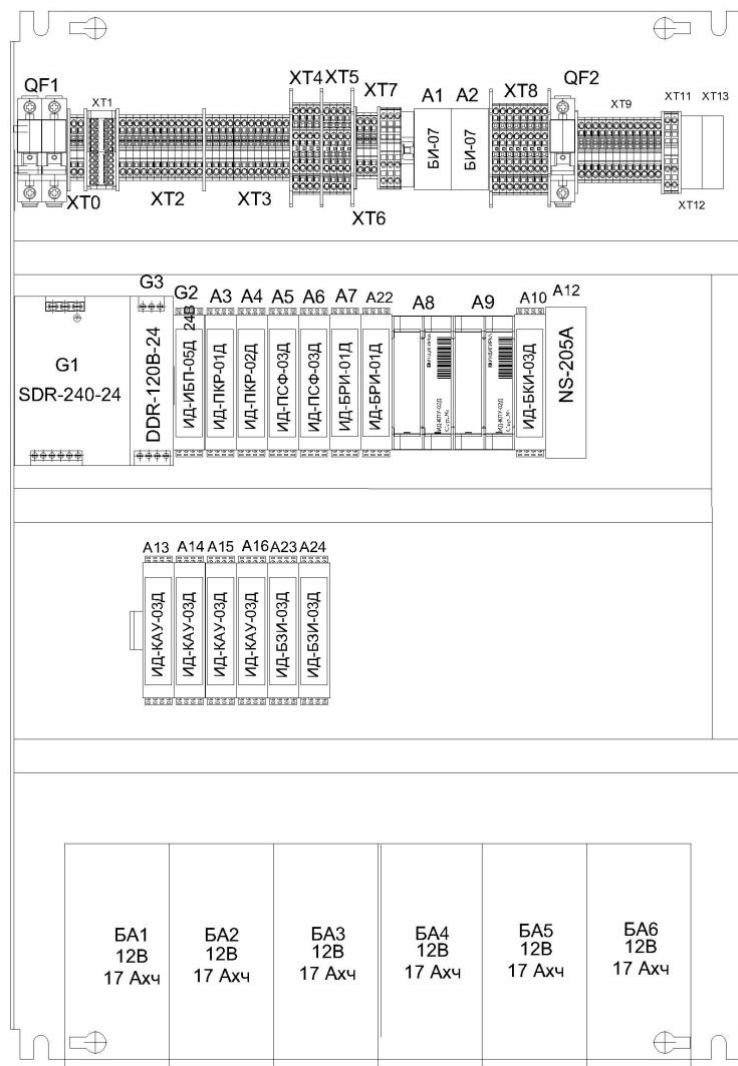 QF1
XT1
XT4
XT5
XT7
A1
A2
XT8
QF2
XT9
XT11
XT13
БИ-07
БИ-07
XT0
XT2
XT3
XT6
XT12
G3
G2
A3
A4
A5
A6
A7
A22
A8
A9
A10
A12
G1
SDR-240-24
DDR-120B-24
ИД-ИБП-05Д 24В
ИД-ПКР-01Д
ИД-ПКР-02Д
ИД-ПСФ-03Д
ИД-ПСФ-03Д
ИД-БРИ-01Д
ИД-БРИ-01Д
ИД-БКИ-03Д
NS-205A
A13
A14
A15
A16
A23
A24
ИД-КАУ-03Д
ИД-КАУ-03Д
ИД-КАУ-03Д
ИД-КАУ-03Д
ИД-БЗИ-03Д
ИД-БЗИ-03Д
БА1
12В
17 Ахч
БА2
12В
17 Ахч
БА3
12В
17 Ахч
БА4
12В
17 Ахч
БА5
12В
17 Ахч
БА6
12В
17 Ахч